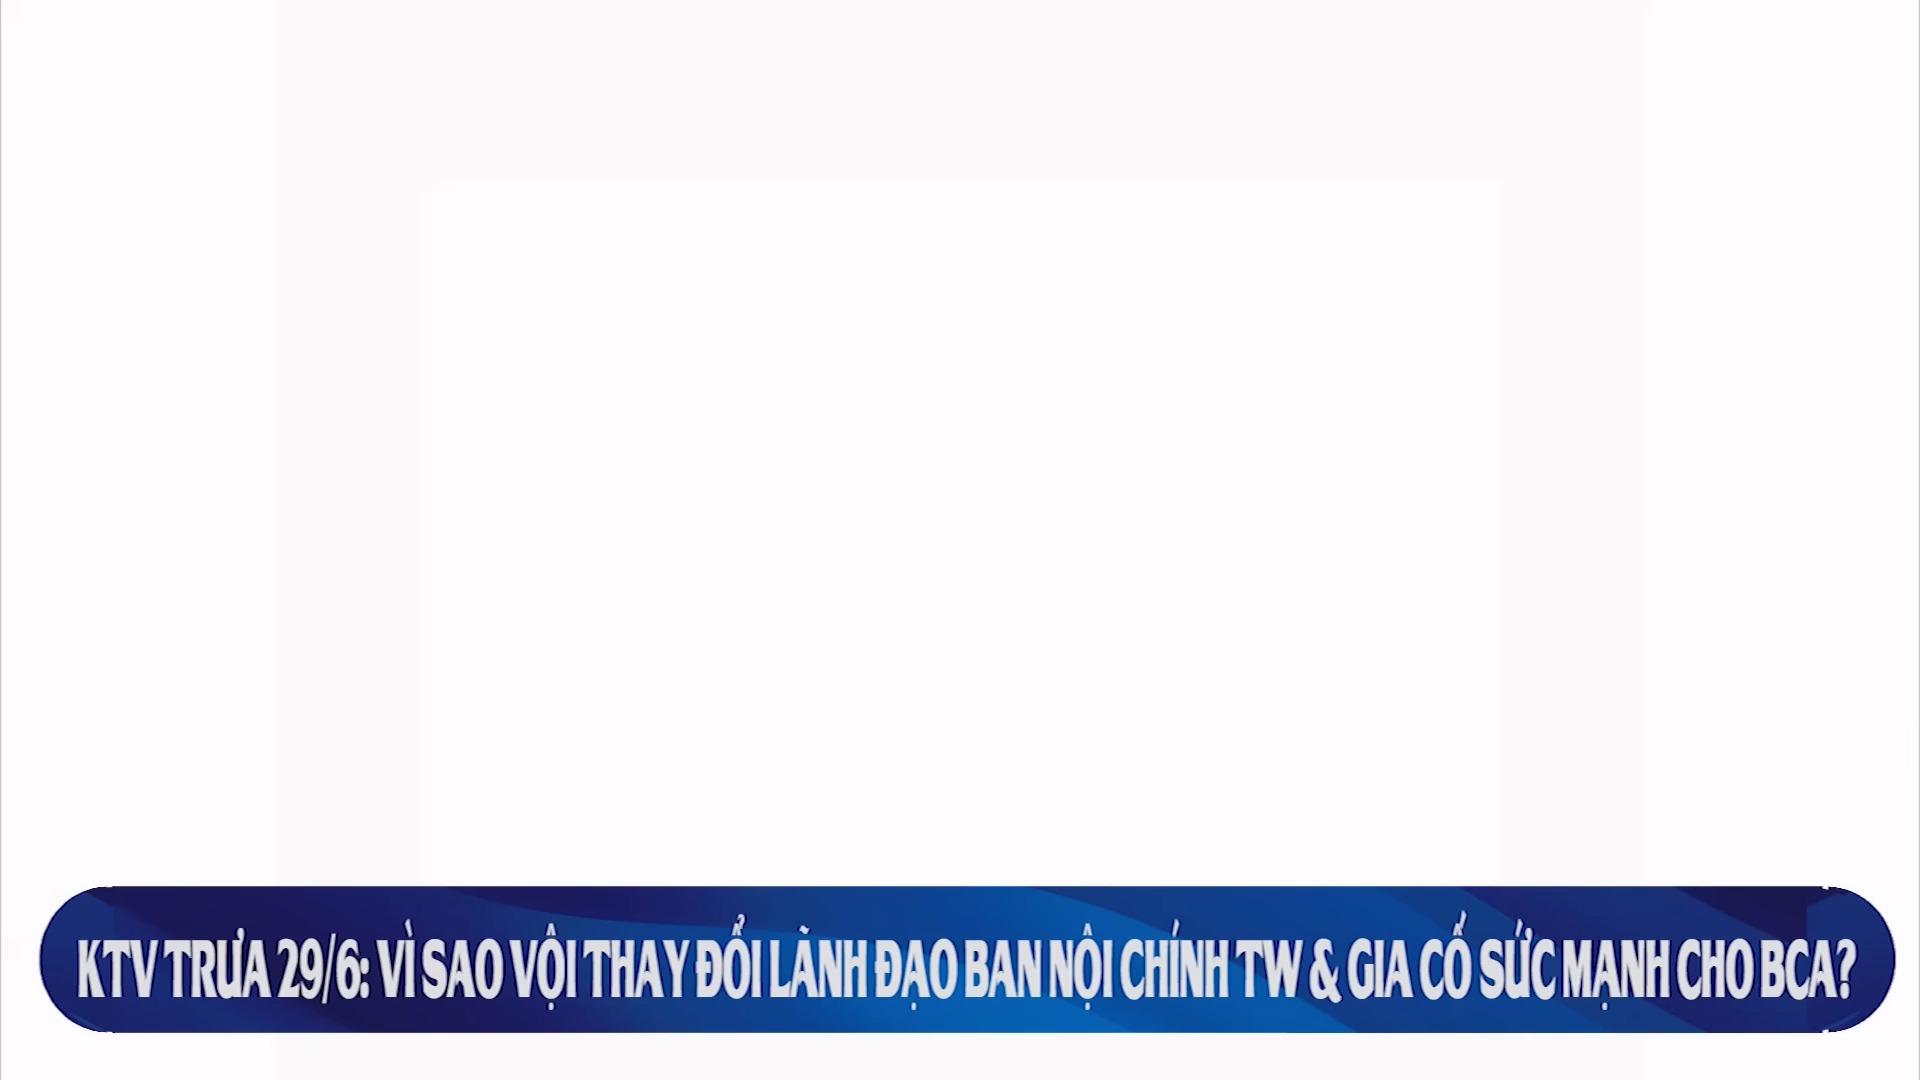 KTV TRƯA 29/6: VÌ SAO VỘI THAY ĐỔI LÃNH ĐẠO BAN NỘI CHÍNH TW & GIA CỐ SỨC MẠNH CHO BCA?